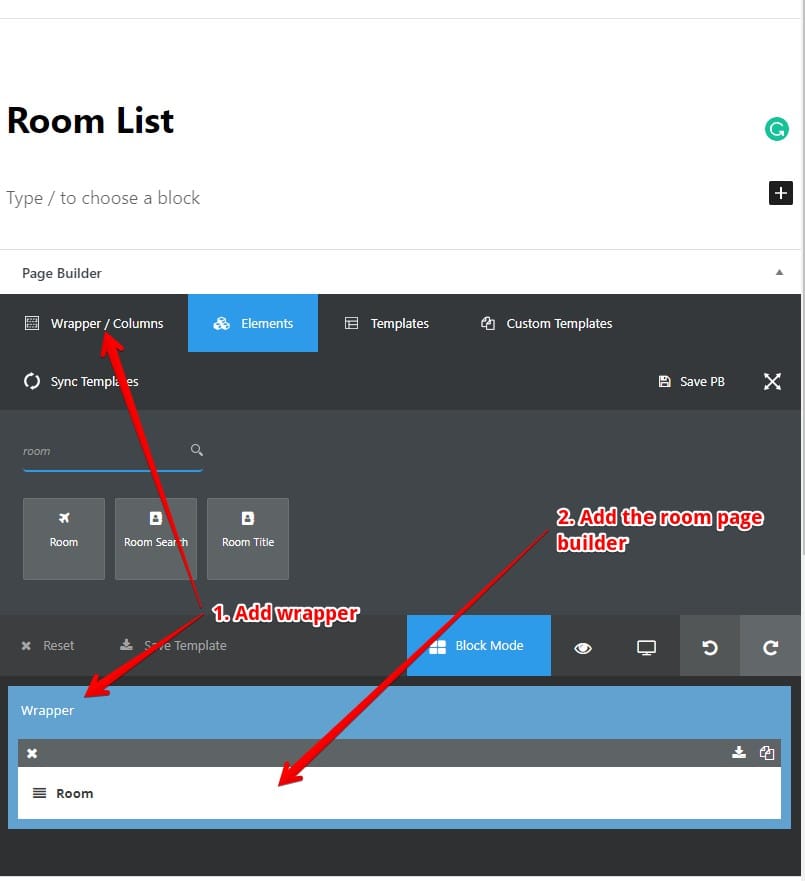 Room List
Type / to choose a block
Page Builder
Wrapper / Columns
Elements
Templates
Custom Templates
Sync Templates
Save PB
room
Room
Room Search
Room Title
2. Add the room page
builder
1. Add wrapper
Reset
Save Template
Block Mode
Wrapper
Room